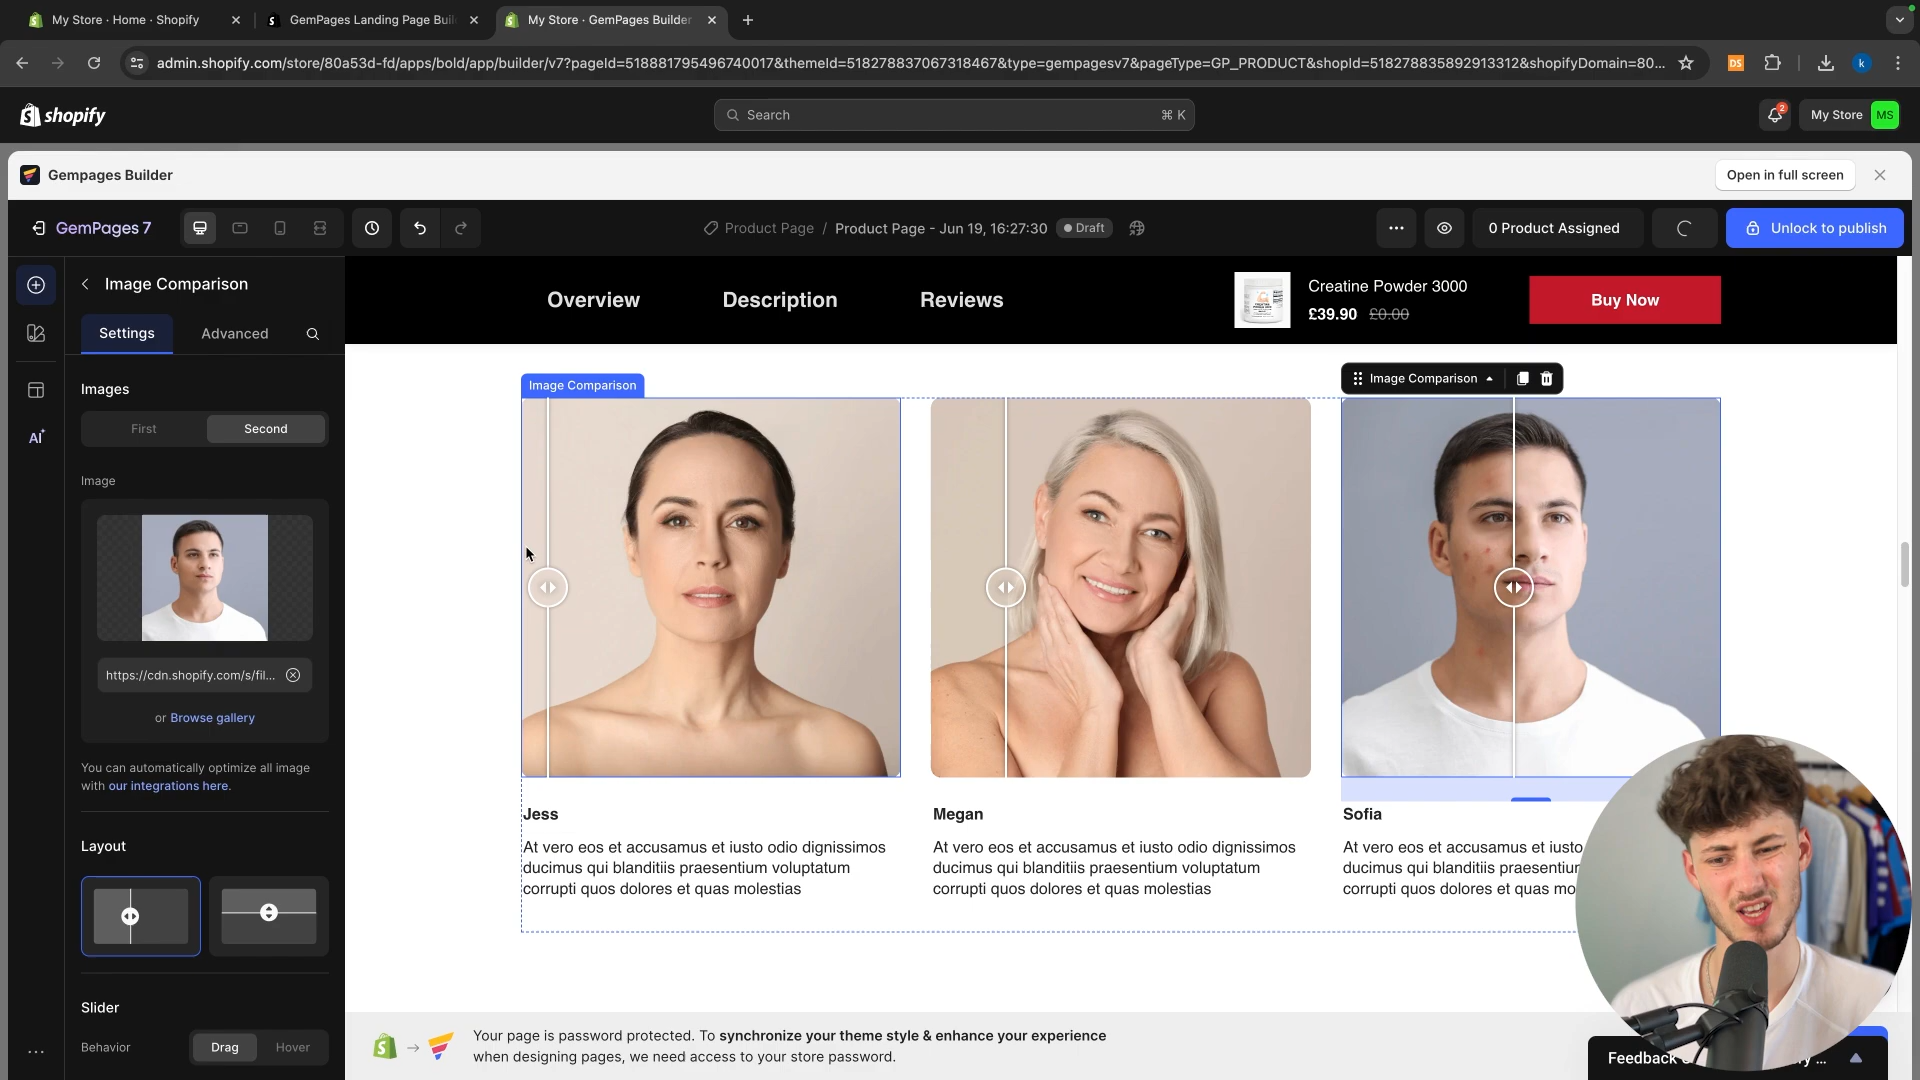 My Store · Home · Shopify
GemPages Landing Page Buil
My Store · GemPages Builder
admin.shopify.com/store/80a53d-fd/apps/bold/app/builder/v7?pageId=518881795496740017&themeId=518278837067318467&type=gempagesv7&pageType=GP_PRODUCT&shopId=518278835892913312&shopifyDomain=80...
DS
k
shopify
Search
⌘ K
2
My Store
MS
Gempages Builder
Open in full screen
GemPages 7
Product Page / Product Page - Jun 19, 16:27:30
Draft
0 Product Assigned
Unlock to publish
Image Comparison
Settings
Advanced
Images
First
Second
Image
https://cdn.shopify.com/s/fil...
or Browse gallery
You can automatically optimize all image
with our integrations here.
Layout
Slider
Behavior
Drag
Hover
AI
Overview
Description
Reviews
Creatine Powder 3000
£39.90 £0.00
Buy Now
Image Comparison
Image Comparison
Jess
At vero eos et accusamus et iusto odio dignissimos
ducimus qui blanditiis praesentium voluptatum
corrupti quos dolores et quas molestias
Megan
At vero eos et accusamus et iusto odio dignissimos
ducimus qui blanditiis praesentium voluptatum
corrupti quos dolores et quas molestias
Sofia
At vero eos et accusamus et iusto
ducimus qui blanditiis praesentiur
corrupti quos dolores et quas mo
Your page is password protected. To synchronize your theme style & enhance your experience
when designing pages, we need access to your store password.
Feedback